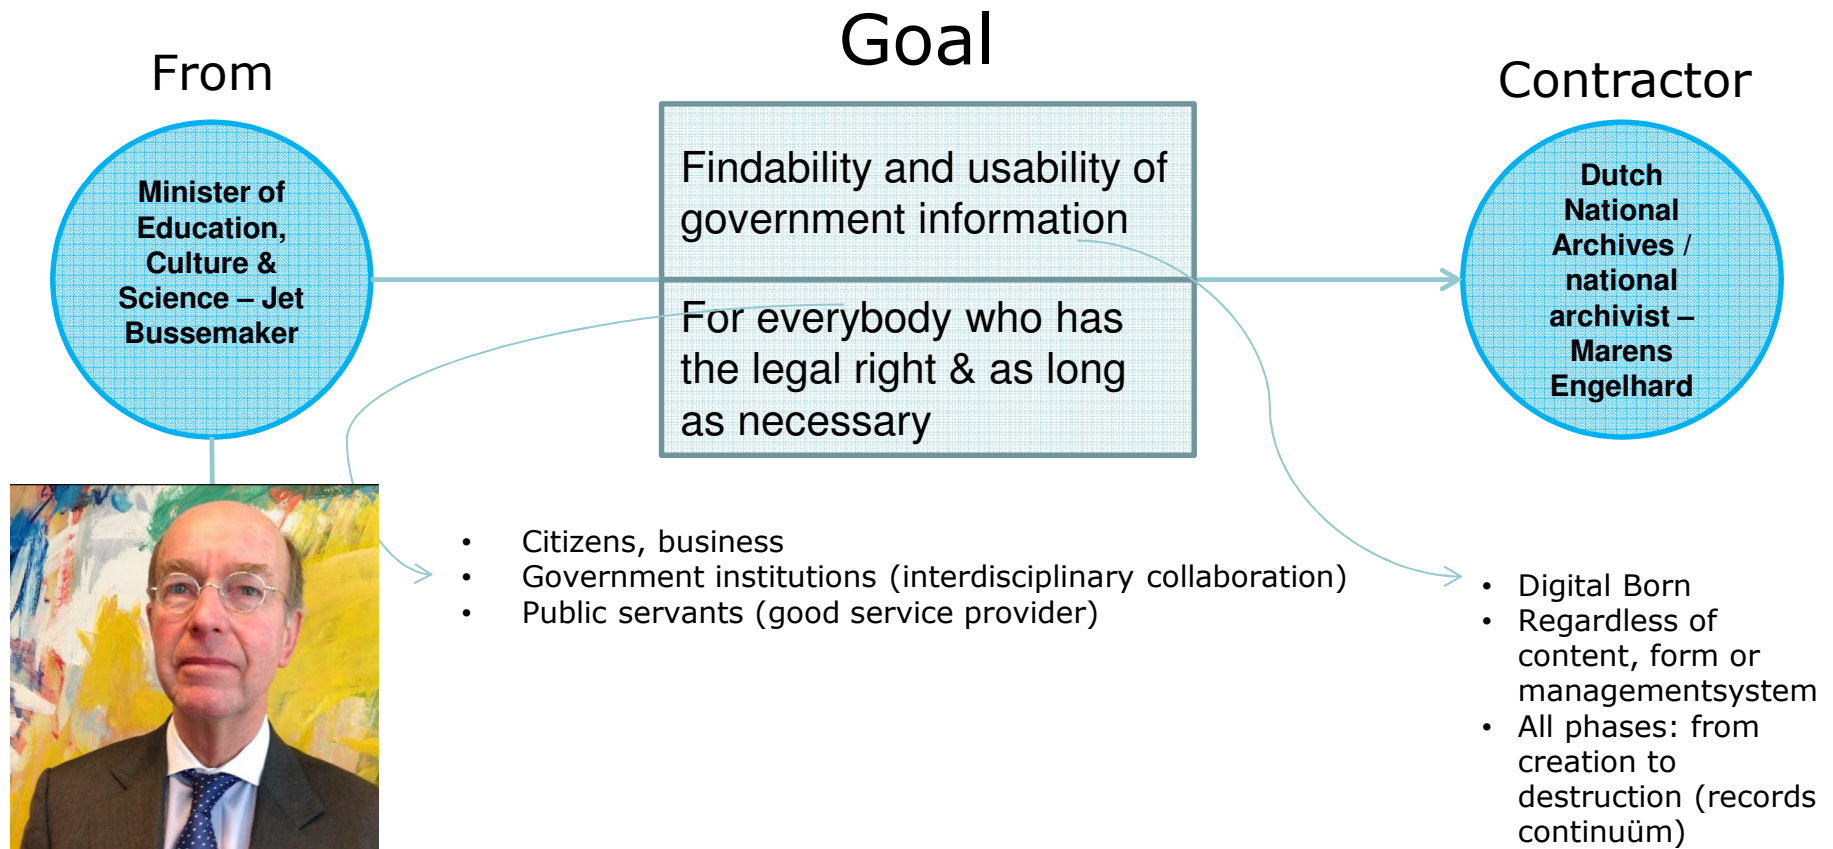 Goal
From
Contractor
Minister of
Education,
Culture &
Science – Jet
Bussemaker
Findability and usability of
government information
For everybody who has
the legal right & as long
as necessary
Dutch
National
Archives /
national
archivist –
Marens
Engelhard
• Citizens, business
• Government institutions (interdisciplinary collaboration)
• Public servants (good service provider)
• Digital Born
• Regardless of
content, form or
managementsystem
• All phases: from
creation to
destruction (records
continuüm)